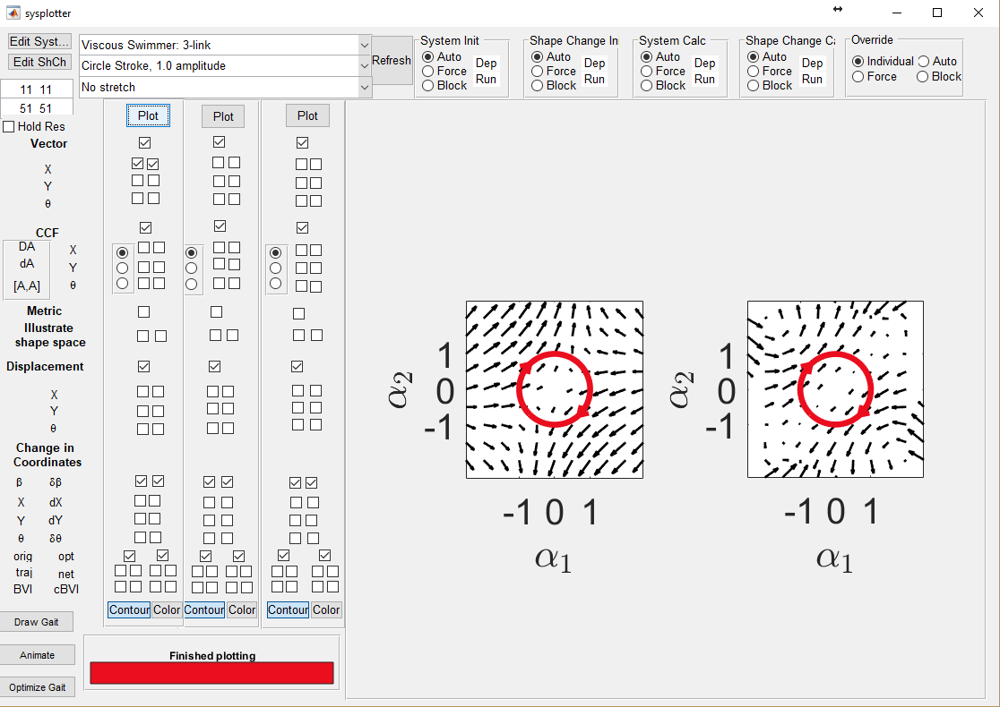 sysplotter
Edit Syst...
Edit ShCh
Viscous Swimmer: 3-link
Circle Stroke, 1.0 amplitude
No stretch
Refresh
System Init
Auto
Force
Block
Dep
Run
Shape Change Ini
Auto
Force
Block
Dep
Run
System Calc
Auto
Force
Block
Dep
Run
Shape Change Ca
Auto
Force
Block
Dep
Run
Override
Individual Auto
Force Block
11 11
51 51
Hold Res
Plot Plot Plot
Vector
X
Y
θ
CCF
DA X
dA Y
[A,A] θ
Metric
Illustrate
shape space
Displacement
X
Y
θ
Change in
Coordinates
β δβ
X dX
Y dY
θ δθ
orig opt
traj net
BVI cBVI
Contour Color Contour Color Contour Color
Draw Gait
Animate
Optimize Gait
Finished plotting
α2
1
0
-1
-1 0 1
α1
α2
1
0
-1
-1 0 1
α1